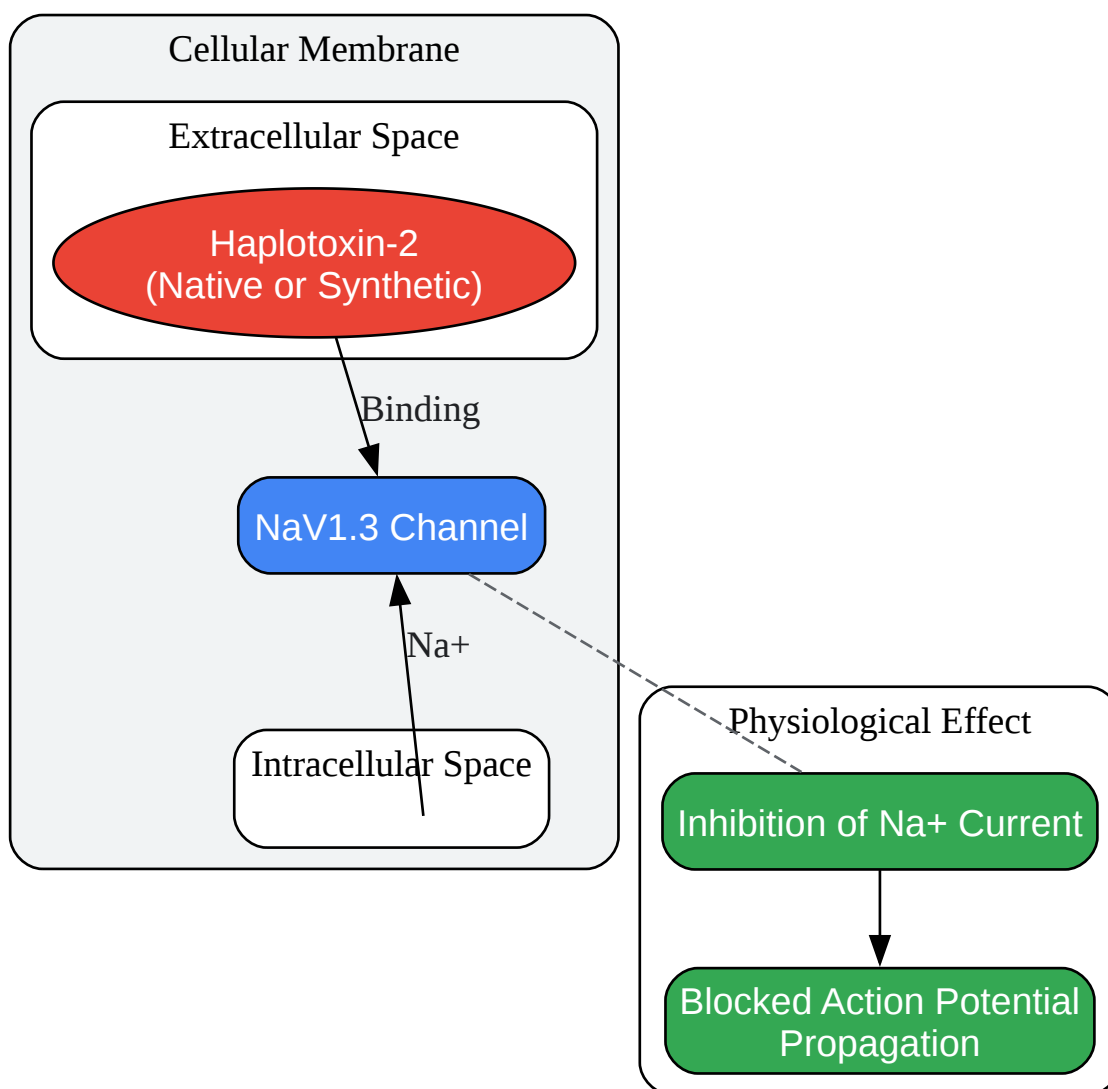 Cellular Membrane
Extracellular Space
Haplotoxin-2
(Native or Synthetic)
Binding
NaV1.3 Channel
Na+
Intracellular Space
Physiological Effect
Inhibition of Na+ Current
Blocked Action Potential
Propagation